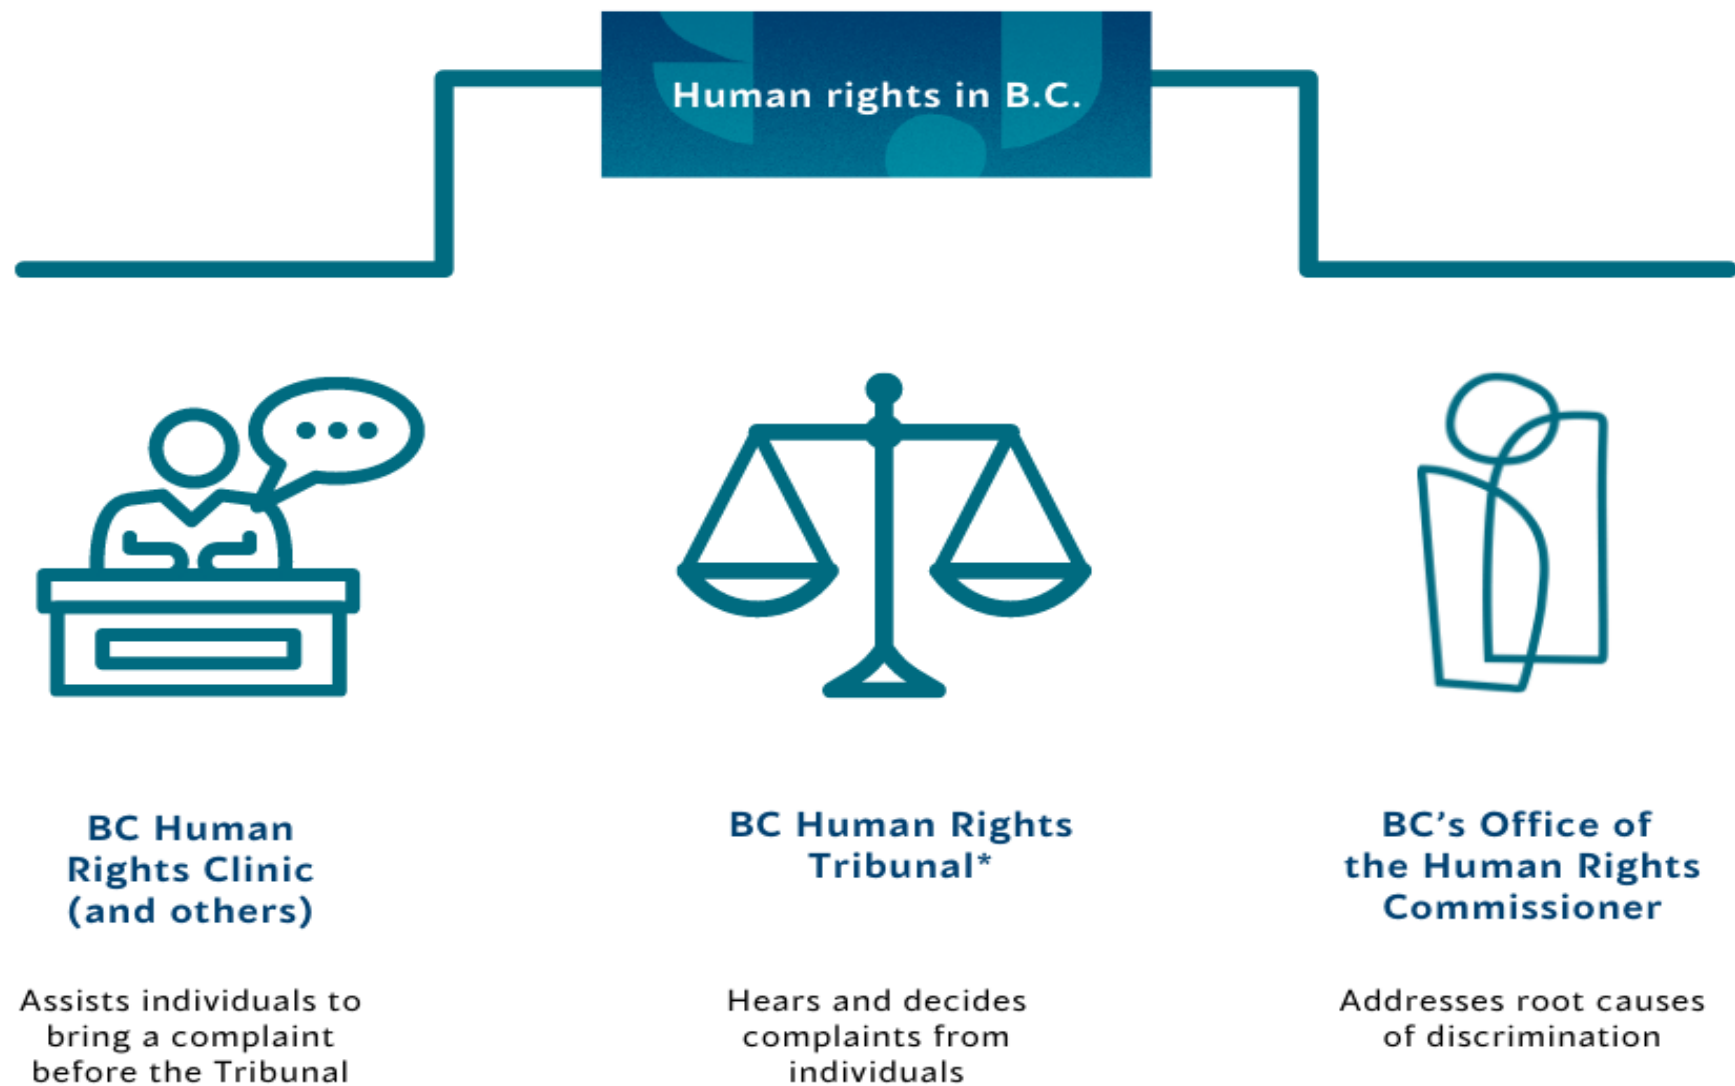 Human rights in B.C.
BC Human
Rights Clinic
(and others)
Assists individuals to
bring a complaint
before the Tribunal
BC Human Rights
Tribunal*
Hears and decides
complaints from
individuals
BC’s Office of
the Human Rights
Commissioner
Addresses root causes
of discrimination